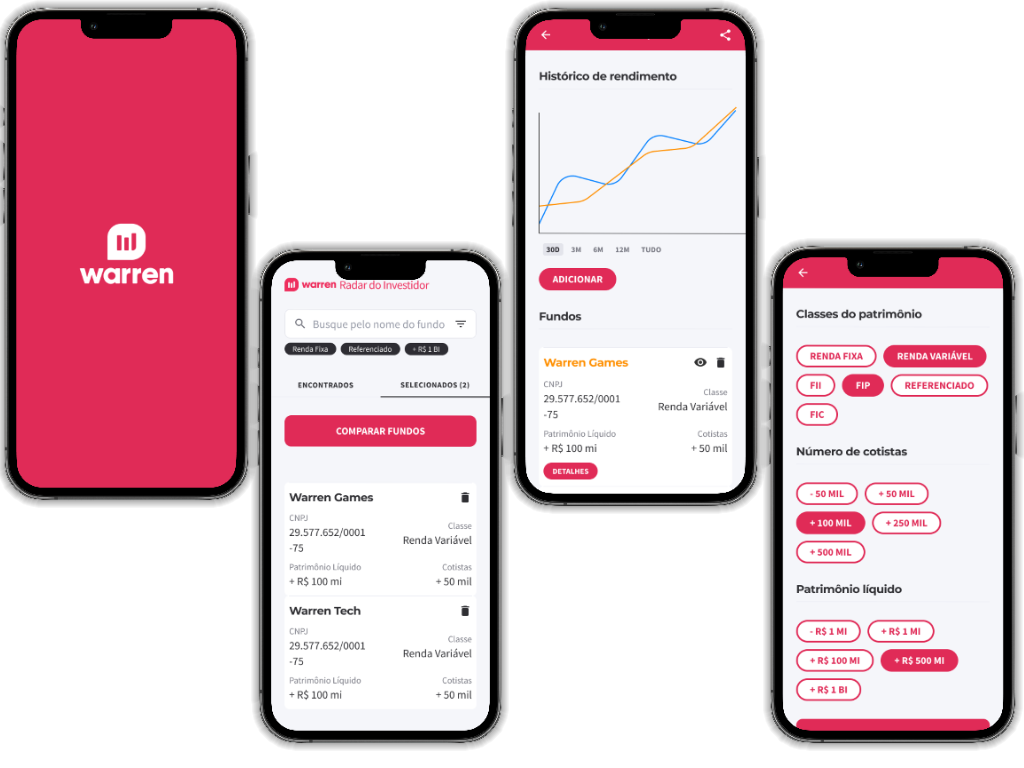 warren
warren Radar do Investidor
Busque pelo nome do fundo
Renda Fixa Referenciado + R$ 1 BI
ENCONTRADOS SELECIONADOS (2)
COMPARAR FUNDOS
Warren Games
CNPJ
29.577.652/0001
-75
Classe
Renda Variável
Patrimônio Líquido
+ R$ 100 mi
Cotistas
+ 50 mil
Warren Tech
CNPJ
29.577.652/0001
-75
Classe
Renda Variável
Patrimônio Líquido
+ R$ 100 mi
Cotistas
+ 50 mil
Histórico de rendimento
30D 3M 6M 12M TUDO
ADICIONAR
Fundos
Warren Games
CNPJ
29.577.652/0001
-75
Classe
Renda Variável
Patrimônio Líquido
+ R$ 100 mi
Cotistas
+ 50 mil
DETALHES
Classes do patrimônio
RENDA FIXA RENDA VARIÁVEL
FII FIP REFERENCIADO
FIC
Número de cotistas
- 50 MIL + 50 MIL
+ 100 MIL + 250 MIL
+ 500 MIL
Patrimônio líquido
- R$ 1 MI + R$ 1 MI
+ R$ 100 MI + R$ 500 MI
+ R$ 1 BI